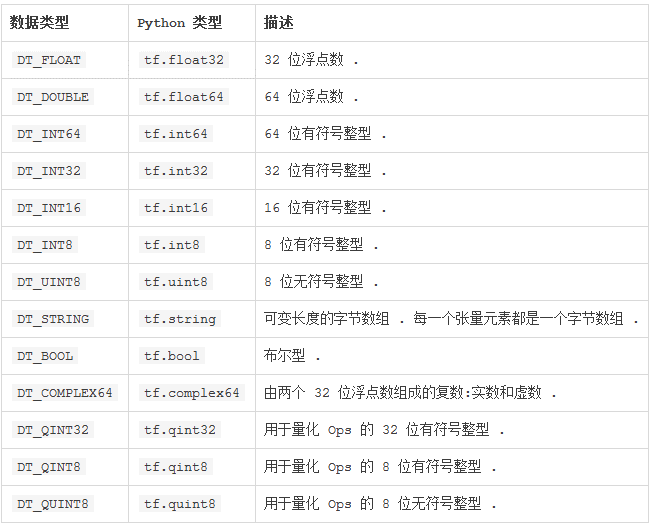 数据类型 Python 类型 描述
DT_FLOAT tf.float32 32 位浮点数 .
DT_DOUBLE tf.float64 64 位浮点数 .
DT_INT64 tf.int64 64 位有符号整型 .
DT_INT32 tf.int32 32 位有符号整型 .
DT_INT16 tf.int16 16 位有符号整型 .
DT_INT8 tf.int8 8 位有符号整型 .
DT_UINT8 tf.uint8 8 位无符号整型 .
DT_STRING tf.string 可变长度的字节数组 . 每一个张量元素都是一个字节数组 .
DT_BOOL tf.bool 布尔型 .
DT_COMPLEX64 tf.complex64 由两个 32 位浮点数组成的复数:实数和虚数 .
DT_QINT32 tf.qint32 用于量化 Ops 的 32 位有符号整型 .
DT_QINT8 tf.qint8 用于量化 Ops 的 8 位有符号整型 .
DT_QUINT8 tf.quint8 用于量化 Ops 的 8 位无符号整型 .